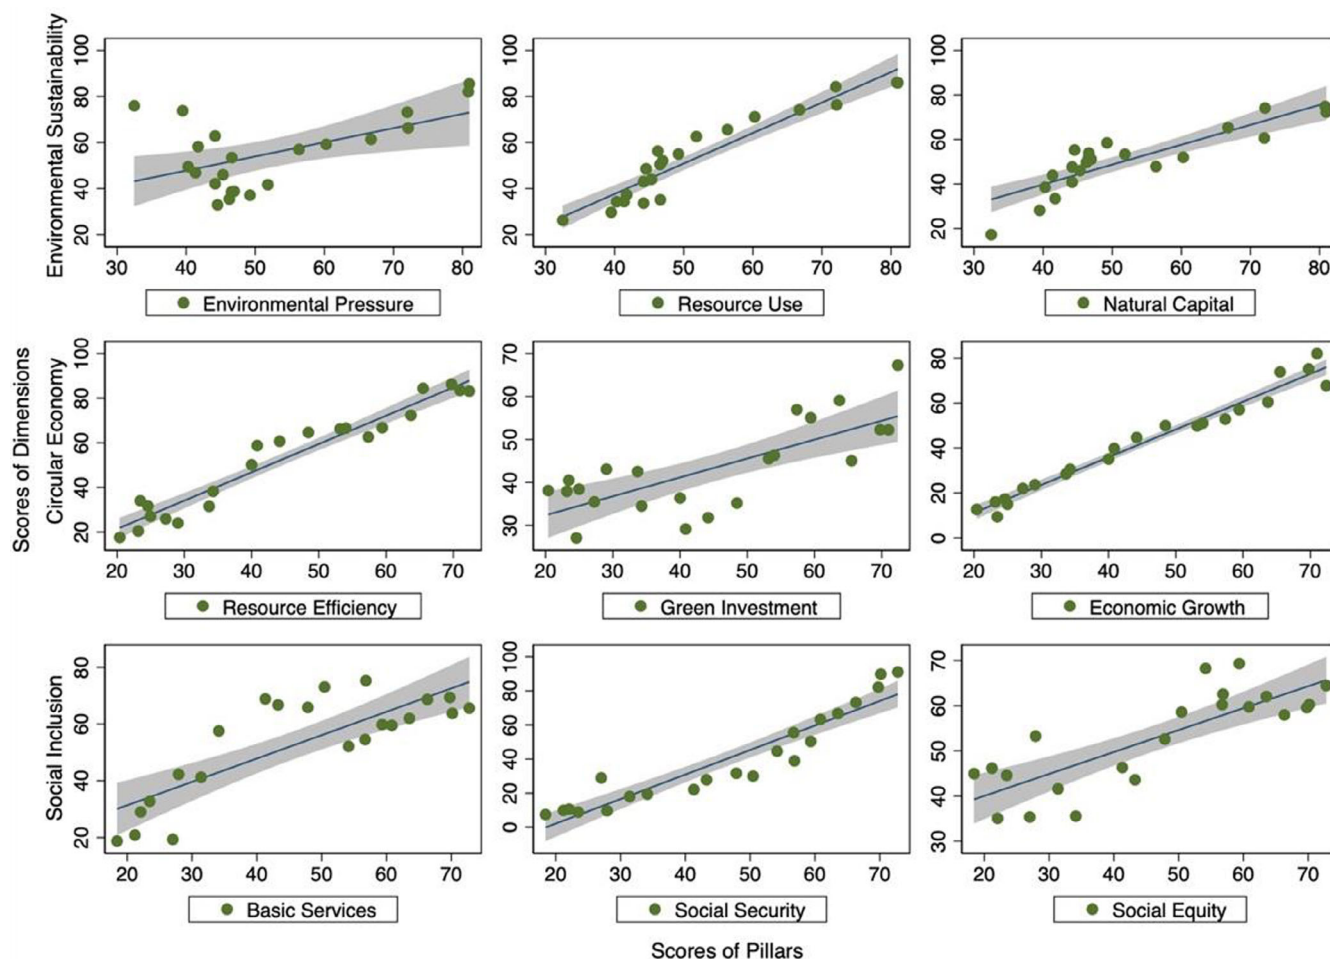 Scores of Dimensions
Environmental Sustainability
100
80
60
40
20
30 40 50 60 70 80
Environmental Pressure
100
80
60
40
20
30 40 50 60 70 80
Resource Use
100
80
60
40
20
30 40 50 60 70 80
Natural Capital
Circular Economy
100
80
60
40
20
20 30 40 50 60 70
Resource Efficiency
70
60
50
40
30
20 30 40 50 60 70
Green Investment
80
60
40
20
0
20 30 40 50 60 70
Economic Growth
Social Inclusion
80
60
40
20
20 30 40 50 60 70
Basic Services
100
80
60
40
20
0
20 30 40 50 60 70
Social Security
70
60
50
40
30
20 30 40 50 60 70
Social Equity
Scores of Pillars